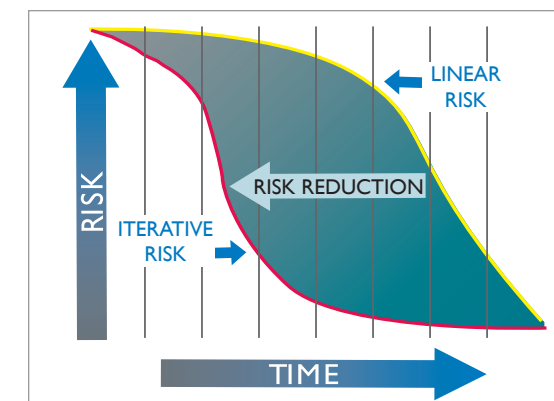 LINEAR
RISK
RISK REDUCTION
RISK
ITERATIVE
RISK
TIME